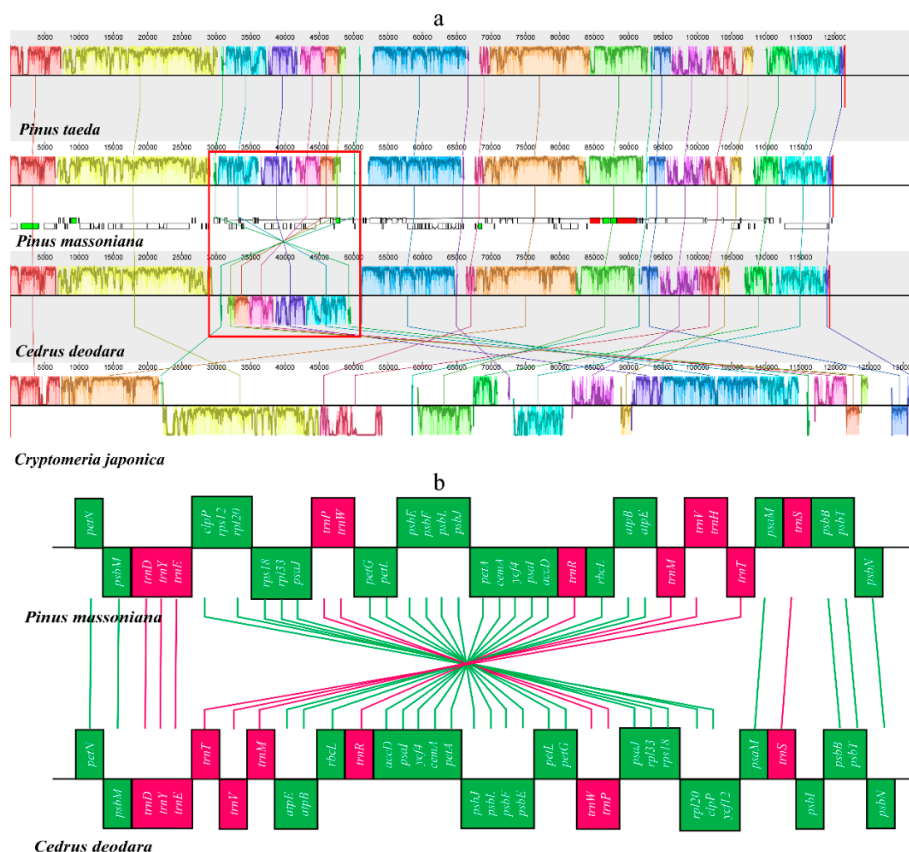 a
5000 10000 15000 20000 25000 30000 35000 40000 45000 50000 55000 60000 65000 70000 75000 80000 85000 90000 95000 100000 105000 110000 115000 120000
Pinus taeda
5000 10000 15000 20000 25000 30000 35000 40000 45000 50000 55000 60000 65000 70000 75000 80000 85000 90000 95000 100000 105000 110000 115000
Pinus massoniana
5000 10000 15000 20000 25000 30000 35000 40000 45000 50000 55000 60000 65000 70000 75000 80000 85000 90000 95000 100000 105000 110000 115000
Cedrus deodara
5000 10000 15000 20000 25000 30000 35000 40000 45000 50000 55000 60000 65000 70000 75000 80000 85000 90000 95000 100000 105000 110000 115000 120000 125000
Cryptomeria japonica
b
petN
psbM
trnD
trnY
trnE
clpP
rps12
rpl20
rps18
rpl33
psaJ
trnP
trnW
petG
petL
psbE
psbF
psbL
psbJ
petA
cemA
ycf4
psaI
accD
trnR
rbcL
atpB
atpE
trnM
trnV
trnH
trnT
psaM
trnS
psbB
psbT
psbN
Pinus massoniana
petN
psbM
trnD
trnY
trnE
trnT
trnV
trnM
atpE
atpB
rbcL
trnR
accD
psaI
ycf4
cemA
petA
psbJ
psbL
psbF
psbE
petL
petG
trnW
trnP
psaJ
rpl33
rps18
rpl20
clpP
ycf12
psaM
trnS
psbI
psbB
psbT
psbN
Cedrus deodara